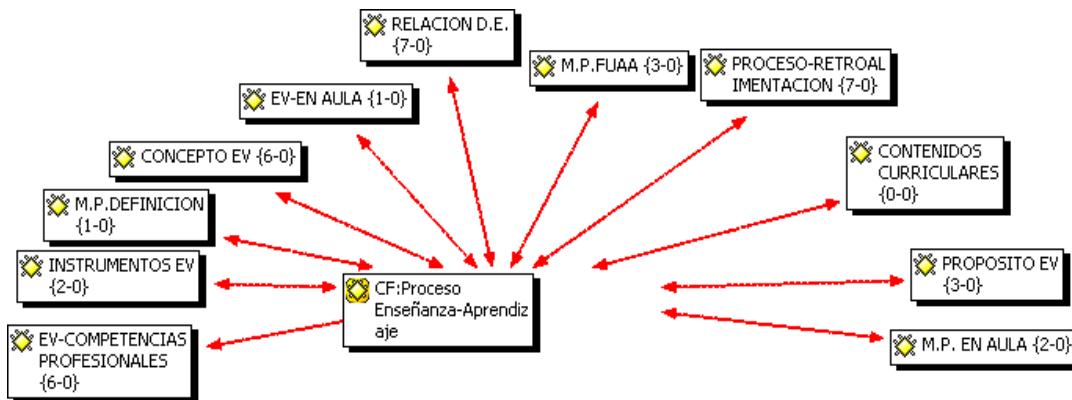 RELACION D.E.
{7-0}
M.P.FUAA {3-0}
PROCESO-RETROAL
IMENTACION {7-0}
EV-EN AULA {1-0}
CONCEPTO EV {6-0}
CONTENIDOS
CURRICULARES
{0-0}
M.P.DEFINICION
{1-0}
INSTRUMENTOS EV
{2-0}
PROPOSITO EV
{3-0}
CF:Proceso
Enseñanza-Aprendiz
aje
EV-COMPETENCIAS
PROFESIONALES
{6-0}
M.P. EN AULA {2-0}